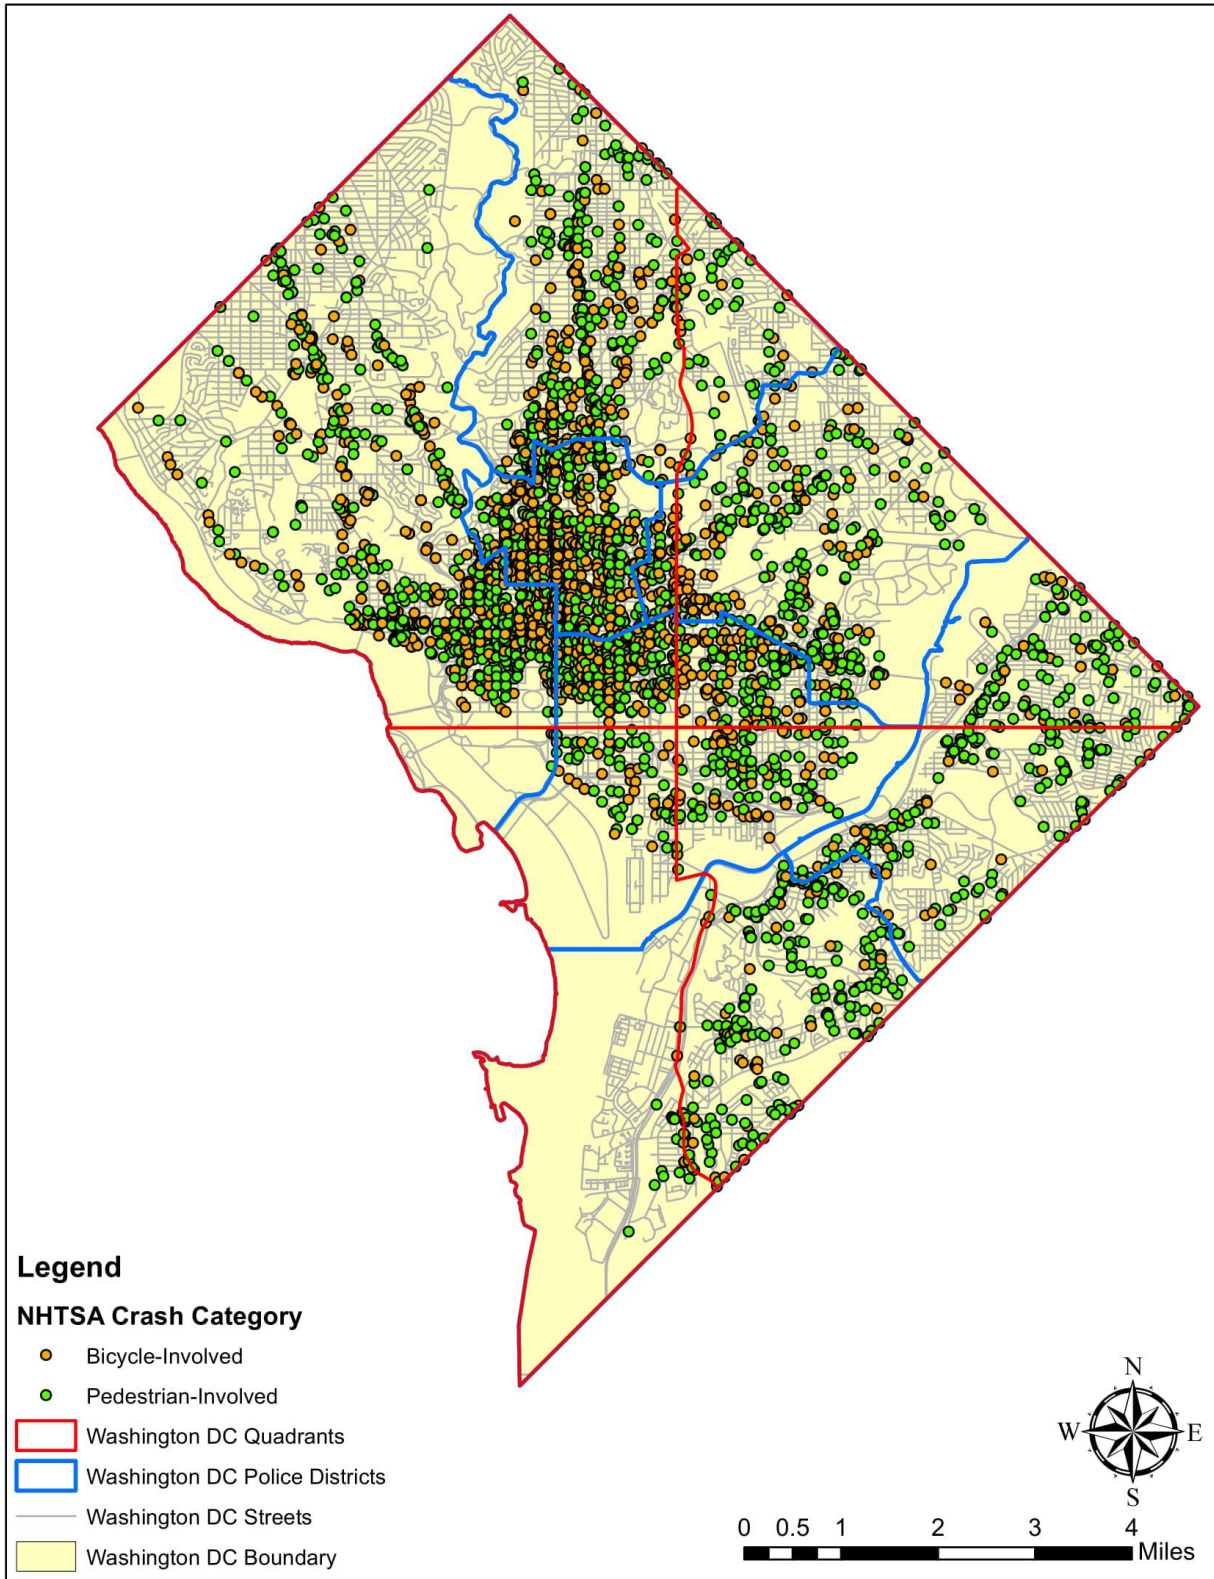 Legend
NHTSA Crash Category
Bicycle-Involved
Pedestrian-Involved
Washington DC Quadrants
Washington DC Police Districts
Washington DC Streets
Washington DC Boundary
N
W E
S
0 0.5 1 2 3 4
Miles